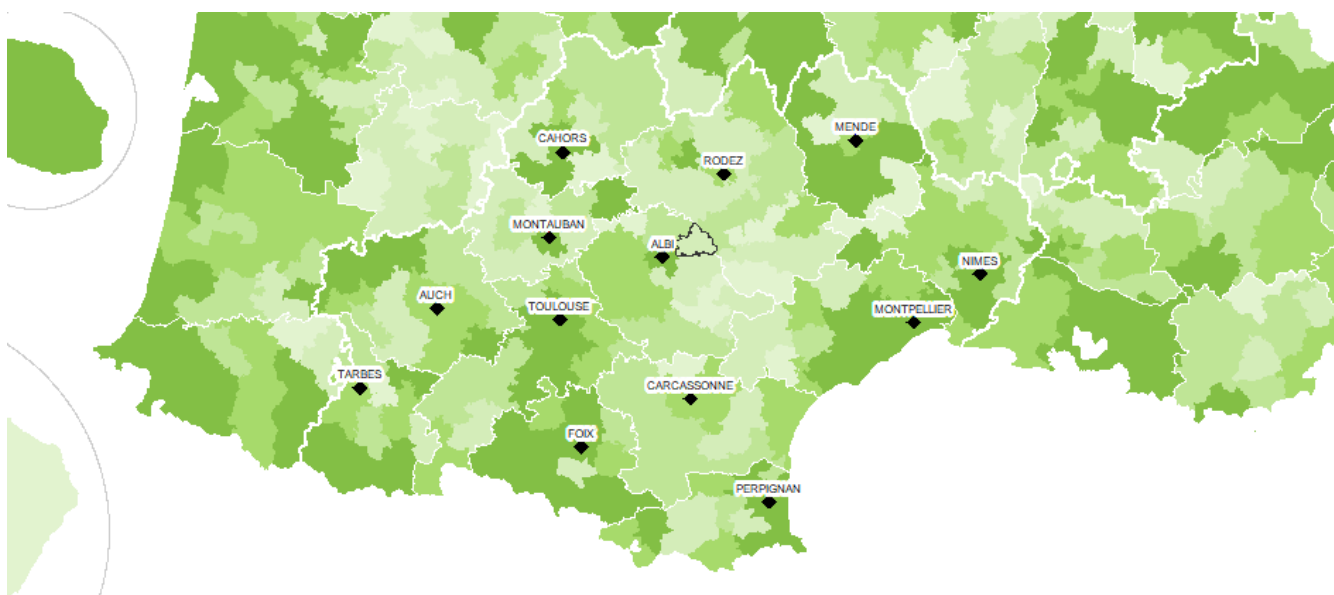 MENDE
CAHORS
RODEZ
MONTAUBAN
ALBI
NIMES
AUCH
TOULOUSE
MONTPELLIER
TARBES
CARCASSONNE
FOIX
PERPIGNAN